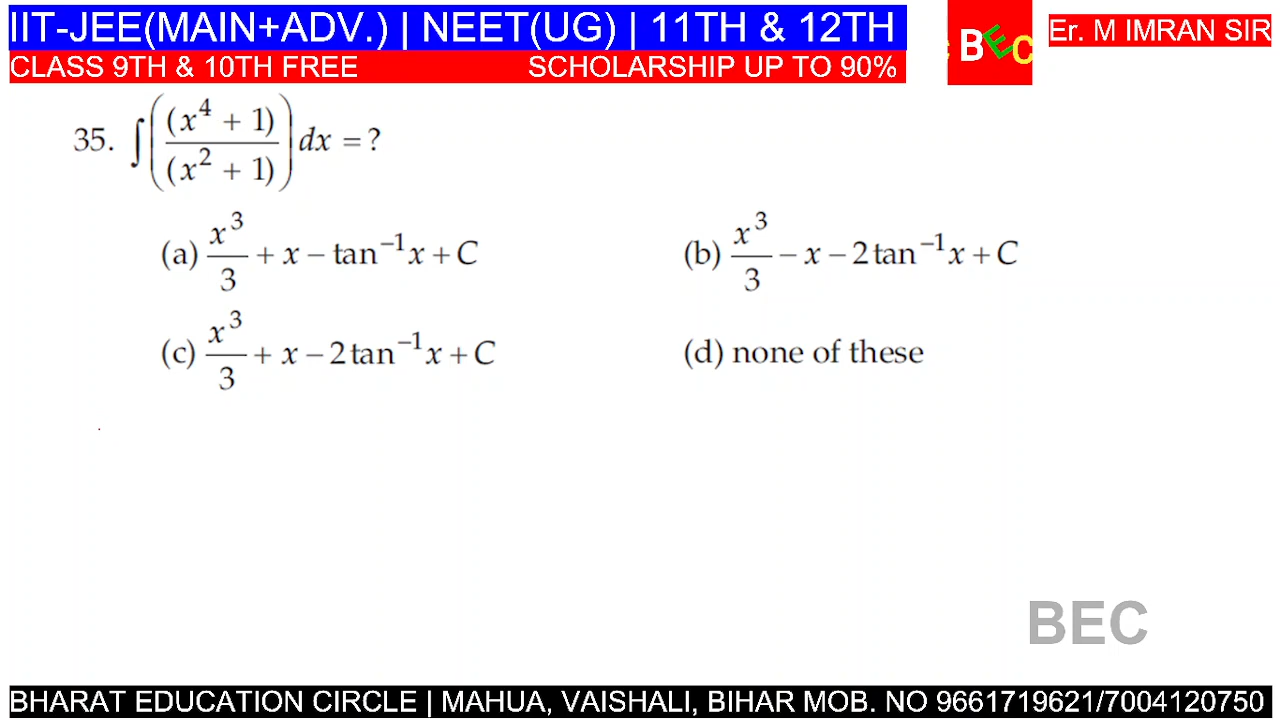 IIT-JEE(MAIN+ADV.) | NEET(UG) | 11TH & 12TH
CLASS 9TH & 10TH FREE SCHOLARSHIP UP TO 90%
BEC
Er. M IMRAN SIR
35. ∫((x⁴ + 1)/(x² + 1)) dx = ?
(a) x³/3 + x − tan⁻¹x + C (b) x³/3 − x − 2tan⁻¹x + C
(c) x³/3 + x − 2tan⁻¹x + C (d) none of these
BEC
BHARAT EDUCATION CIRCLE | MAHUA, VAISHALI, BIHAR MOB. NO 9661719621/7004120750